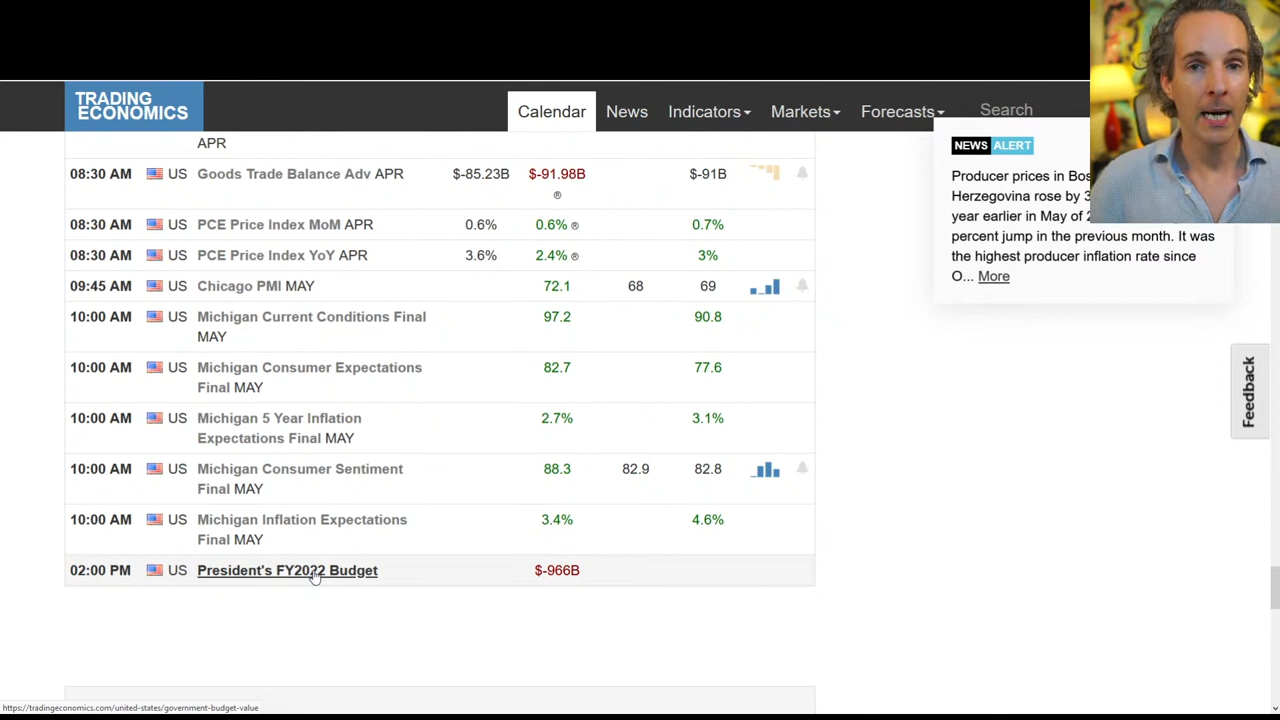 TRADING
ECONOMICS
Calendar
News
Indicators
Markets
Forecasts
Search
NEWS ALERT
Producer prices in Bos
Herzegovina rose by 3
year earlier in May of 2
percent jump in the previous month. It was
the highest producer inflation rate since
O... More
Feedback
APR
08:30 AM US Goods Trade Balance Adv APR $-85.23B $-91.98B $-91B
®
08:30 AM US PCE Price Index MoM APR 0.6% 0.6% ® 0.7%
08:30 AM US PCE Price Index YoY APR 3.6% 2.4% ® 3%
09:45 AM US Chicago PMI MAY 72.1 68 69
10:00 AM US Michigan Current Conditions Final 97.2 90.8
MAY
10:00 AM US Michigan Consumer Expectations 82.7 77.6
Final MAY
10:00 AM US Michigan 5 Year Inflation 2.7% 3.1%
Expectations Final MAY
10:00 AM US Michigan Consumer Sentiment 88.3 82.9 82.8
Final MAY
10:00 AM US Michigan Inflation Expectations 3.4% 4.6%
Final MAY
02:00 PM US President's FY2022 Budget $-966B
https://tradingeconomics.com/united-states/government-budget-value